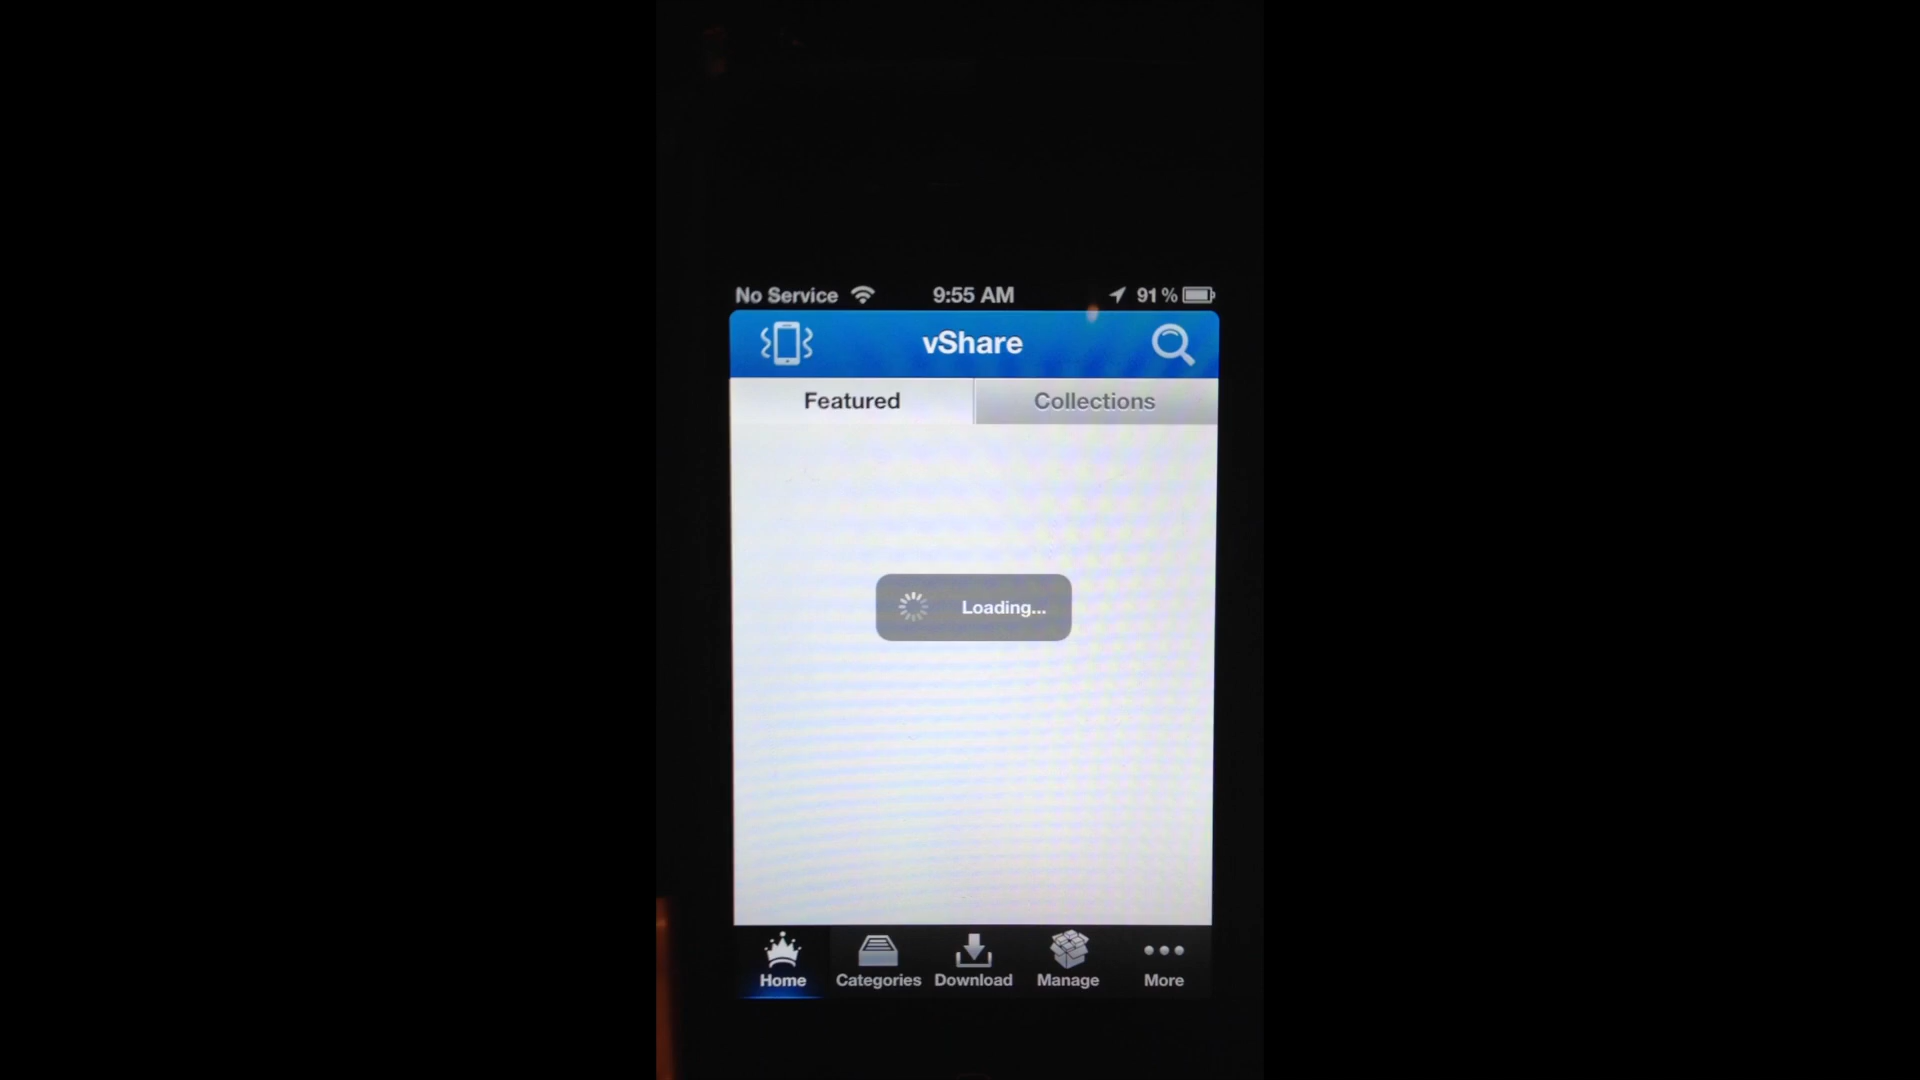 No Service 9:55 AM 91%
vShare
Featured Collections
Loading...
Home Categories Download Manage More